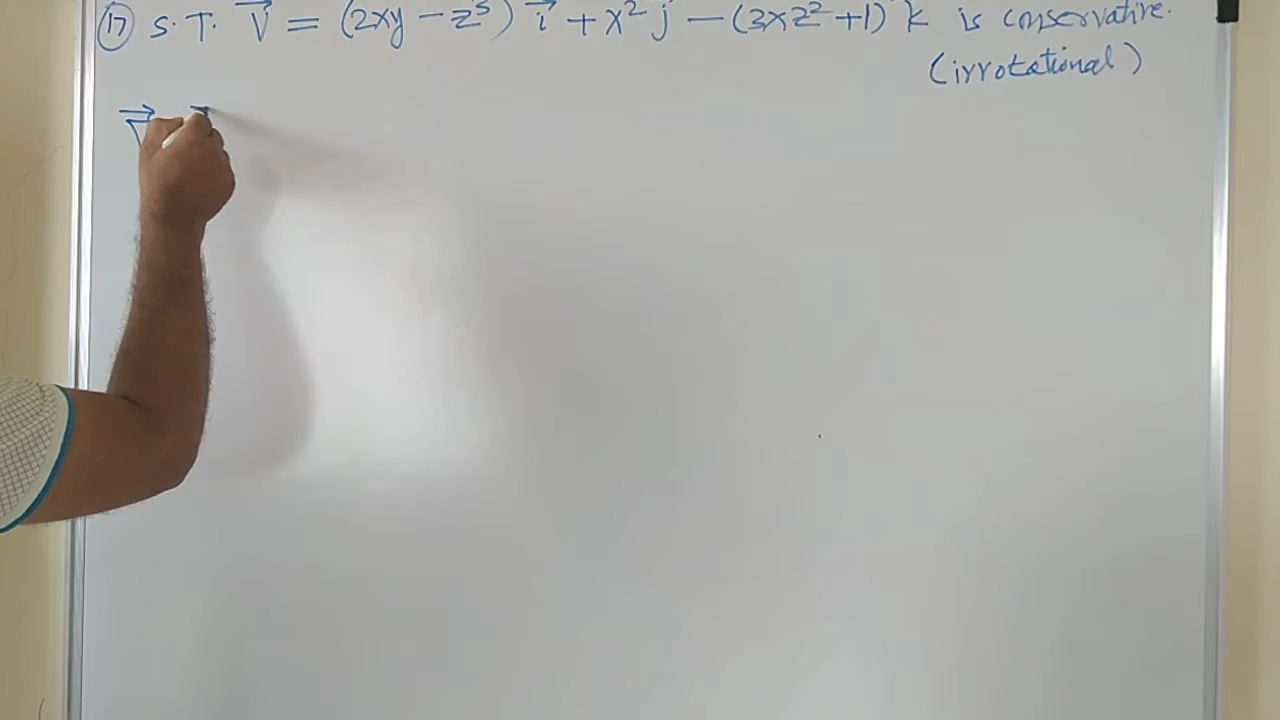 (17) S.T. V⃗ = (2xy − z³) i⃗ + x² j − (3xz² + 1) k is conservative.
(irrotational)